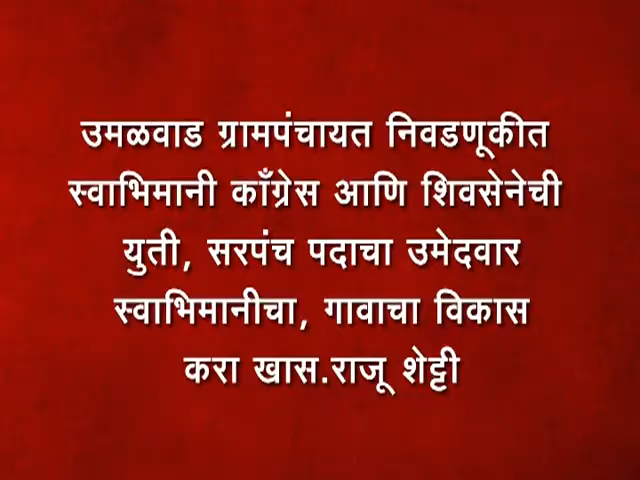 उमळवाड ग्रामपंचायत निवडणूकीत
स्वाभिमानी काँग्रेस आणि शिवसेनेची
युती, सरपंच पदाचा उमेदवार
स्वाभिमानीचा, गावाचा विकास
करा खास.राजू शेट्टी